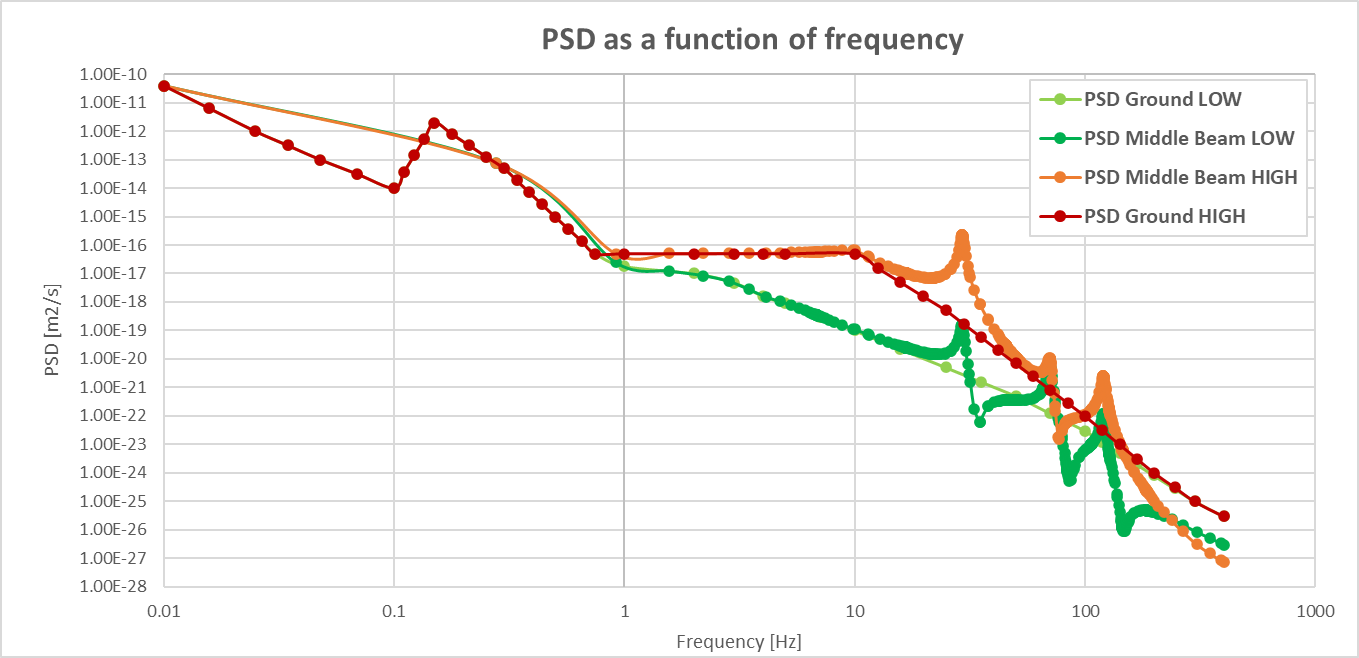 PSD as a function of frequency
1.00E-10
1.00E-11
1.00E-12
1.00E-13
1.00E-14
1.00E-15
1.00E-16
1.00E-17
1.00E-18
1.00E-19
1.00E-20
1.00E-21
1.00E-22
1.00E-23
1.00E-24
1.00E-25
1.00E-26
1.00E-27
1.00E-28
PSD [m2/s]
PSD Ground LOW
PSD Middle Beam LOW
PSD Middle Beam HIGH
PSD Ground HIGH
0.01
0.1
1
10
100
1000
Frequency [Hz]